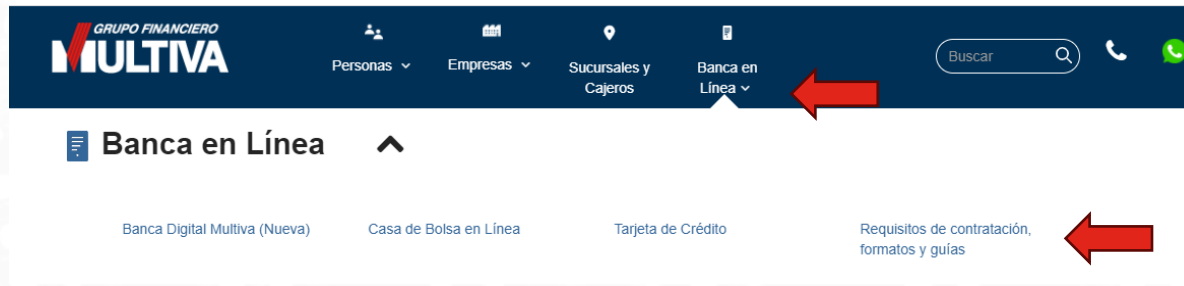 GRUPO FINANCIERO
MULTIVA
Personas
Empresas
Sucursales y
Cajeros
Banca en
Línea
Buscar
Banca en Línea
Banca Digital Multiva (Nueva)
Casa de Bolsa en Línea
Tarjeta de Crédito
Requisitos de contratación,
formatos y guías